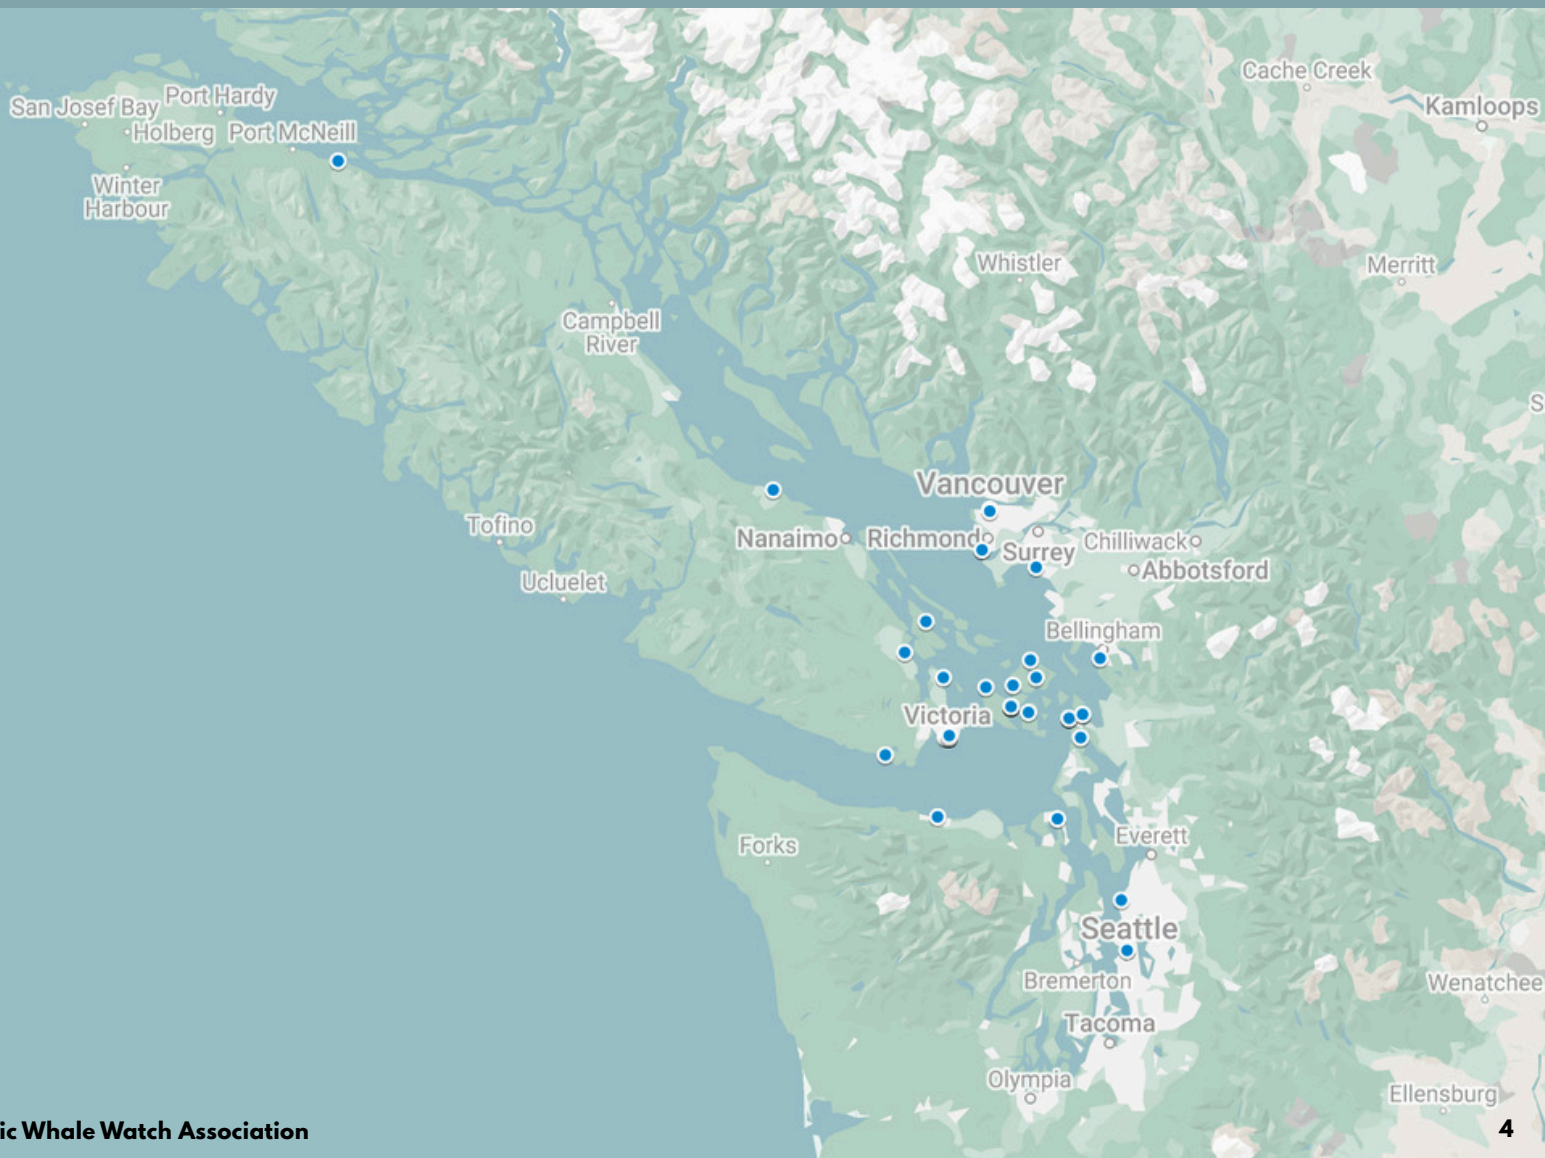 Cache Creek
Kamloops
San Josef Bay
Port Hardy
Holberg
Port McNeill
Winter
Harbour
Whistler
Merritt
Campbell
River
Vancouver
Tofino
Nanaimo
Richmond
Surrey
Chilliwack
Abbotsford
Ucluelet
Bellingham
Victoria
Forks
Everett
Seattle
Bremerton
Wenatchee
Tacoma
Olympia
Ellensburg
ic Whale Watch Association
4